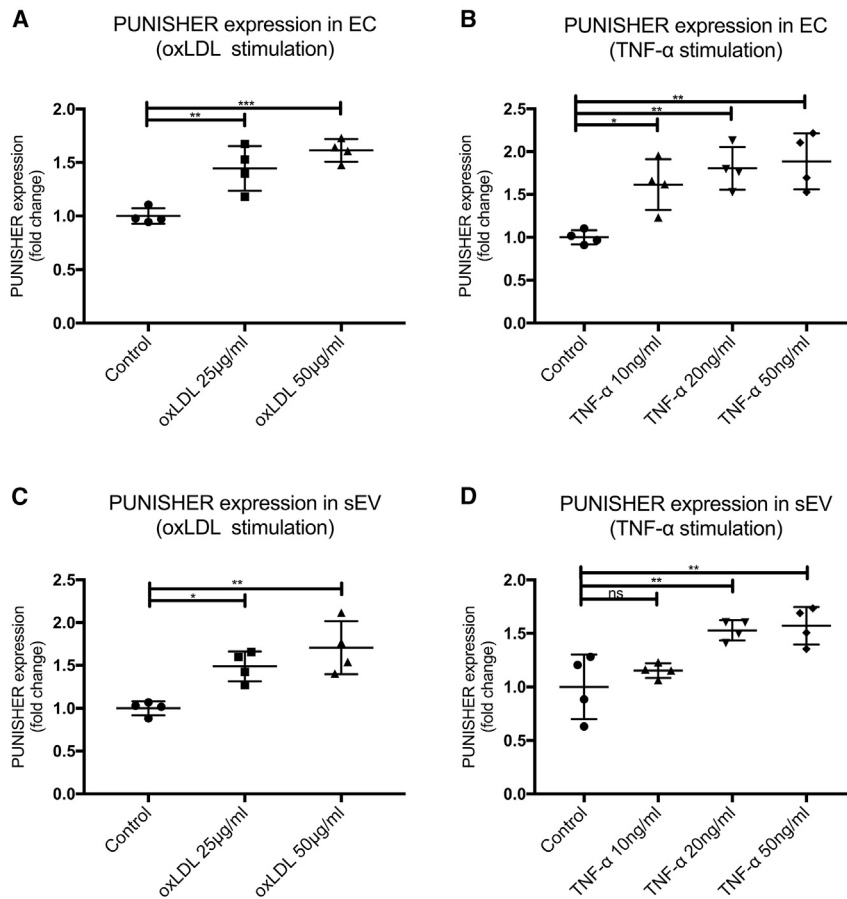 A
PUNISHER expression in EC
(oxLDL stimulation)
PUNISHER expression
(fold change)
2.0
1.5
1.0
0.5
0.0
***
**
Control
oxLDL 25µg/ml
oxLDL 50µg/ml
B
PUNISHER expression in EC
(TNF-α stimulation)
PUNISHER expression
(fold change)
2.5
2.0
1.5
1.0
0.5
0.0
**
**
*
Control
TNF-α 10ng/ml
TNF-α 20ng/ml
TNF-α 50ng/ml
C
PUNISHER expression in sEV
(oxLDL stimulation)
PUNISHER expression
(fold change)
2.5
2.0
1.5
1.0
0.5
0.0
**
*
Control
oxLDL 25µg/ml
oxLDL 50µg/ml
D
PUNISHER expression in sEV
(TNF-α stimulation)
PUNISHER expression
(fold change)
2.0
1.5
1.0
0.5
0.0
**
**
ns
Control
TNF-α 10ng/ml
TNF-α 20ng/ml
TNF-α 50ng/ml